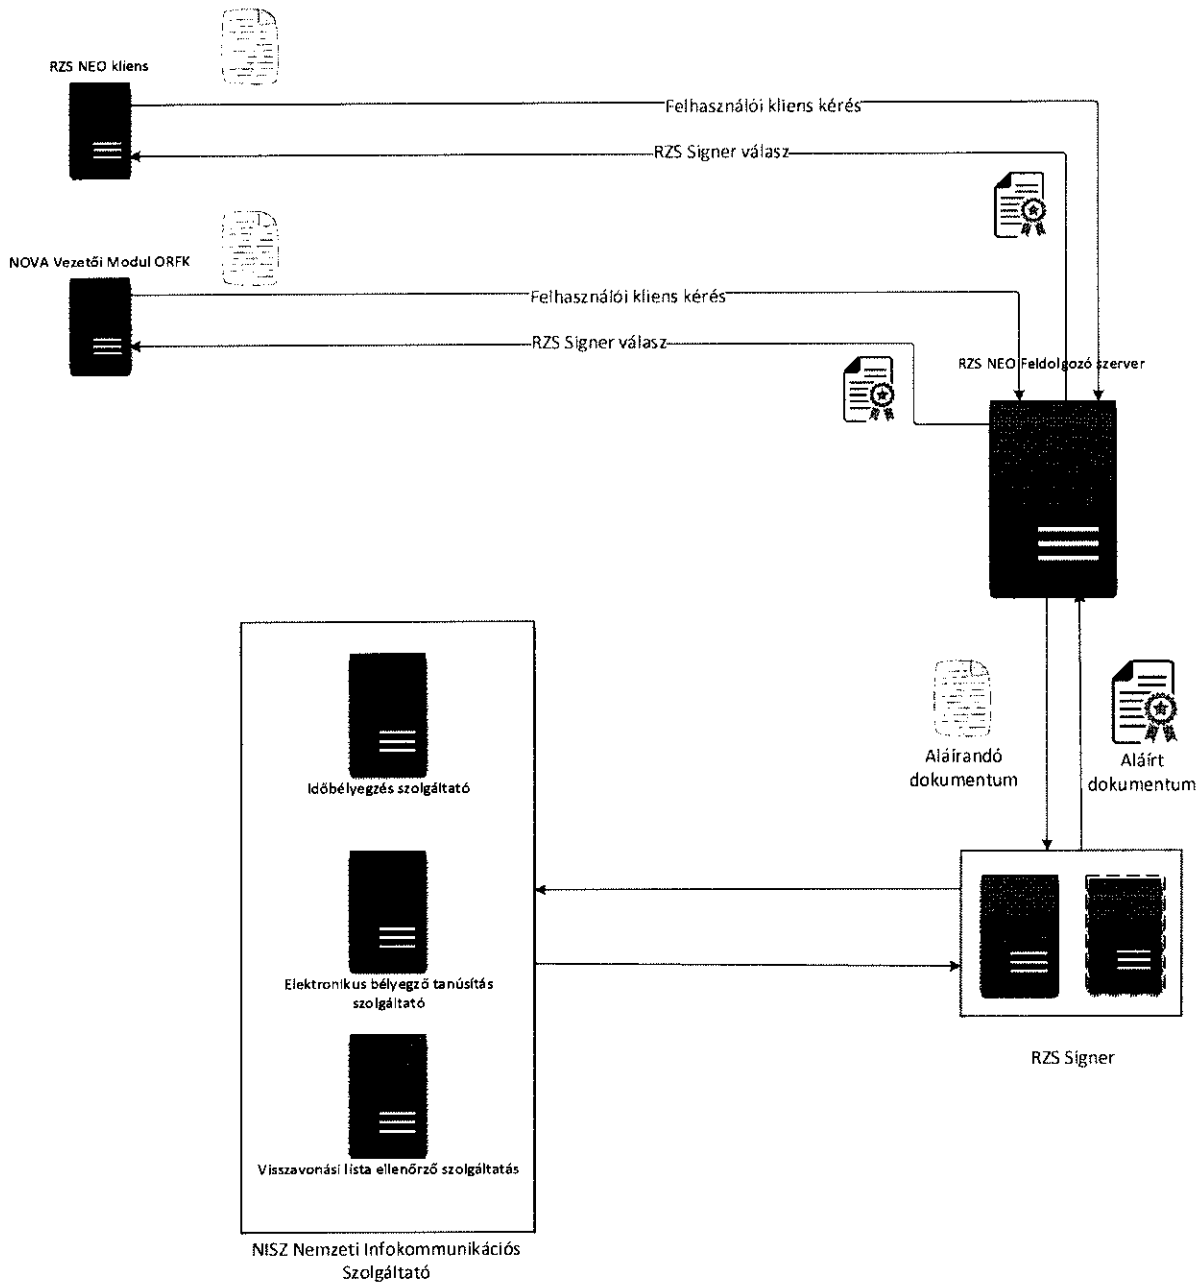 RZS NEO kliens
Felhasználói kliens kérés
RZS Signer válasz
NOVA Vezetői Modul ORFK
Felhasználói kliens kérés
RZS Signer válasz
RZS NEO Feldolgozó szerver
Aláírandó
dokumentum
Aláírt
dokumentum
Időbélyegzés szolgáltató
Elektronikus bélyegző tanúsítás
szolgáltató
Visszavonási lista ellenőrző szolgáltatás
RZS Signer
NISZ Nemzeti Infokommunikációs
Szolgáltató